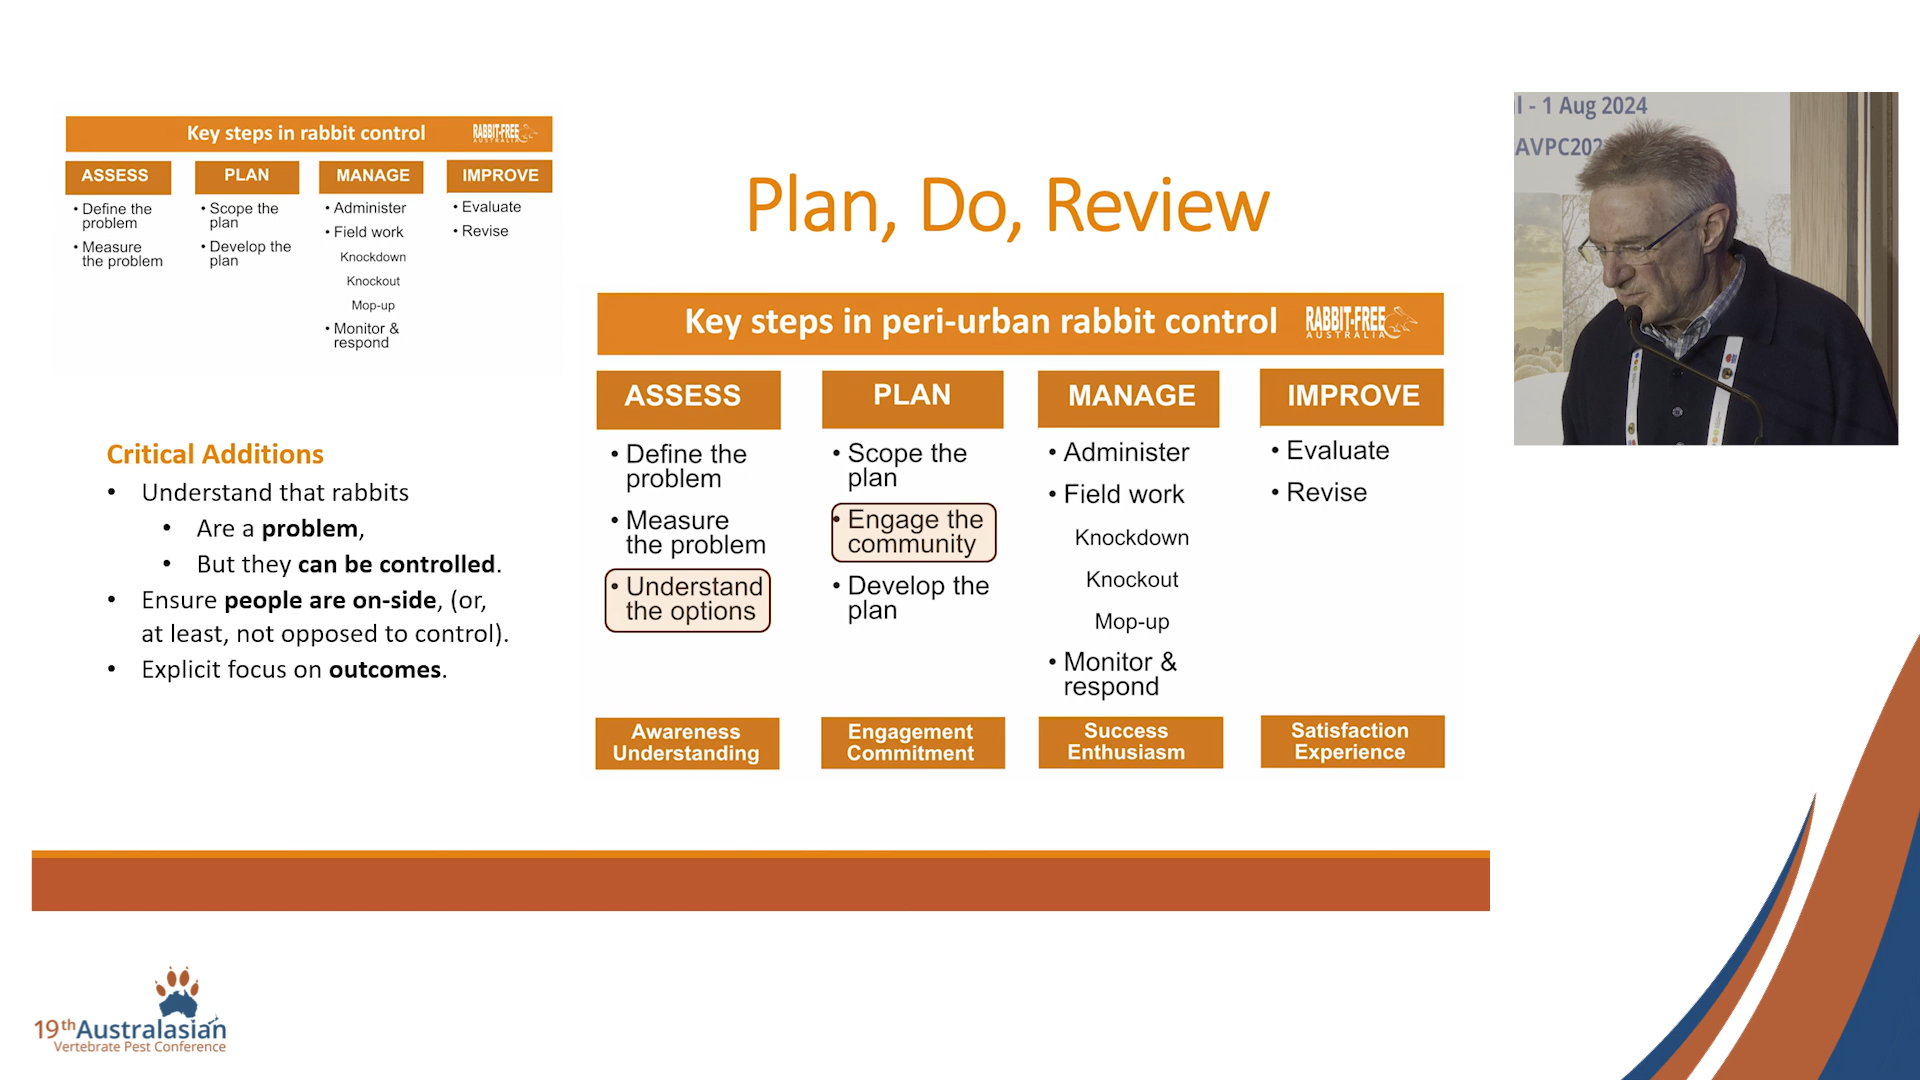 Key steps in rabbit control
RABBIT-FREE
AUSTRALIA
ASSESS
• Define the
problem
• Measure
the problem
PLAN
• Scope the
plan
• Develop the
plan
MANAGE
• Administer
• Field work
Knockdown
Knockout
Mop-up
• Monitor &
respond
IMPROVE
• Evaluate
• Revise
Critical Additions
• Understand that rabbits
• Are a problem,
• But they can be controlled.
• Ensure people are on-side, (or,
at least, not opposed to control).
• Explicit focus on outcomes.
Plan, Do, Review
Key steps in peri-urban rabbit control
RABBIT-FREE
AUSTRALIA
ASSESS
• Define the
problem
• Measure
the problem
• Understand
the options
Awareness
Understanding
PLAN
• Scope the
plan
• Engage the
community
• Develop the
plan
Engagement
Commitment
MANAGE
• Administer
• Field work
Knockdown
Knockout
Mop-up
• Monitor &
respond
Success
Enthusiasm
IMPROVE
• Evaluate
• Revise
Satisfaction
Experience
- 1 Aug 2024
AVPC202
19th Australasian
Vertebrate Pest Conference